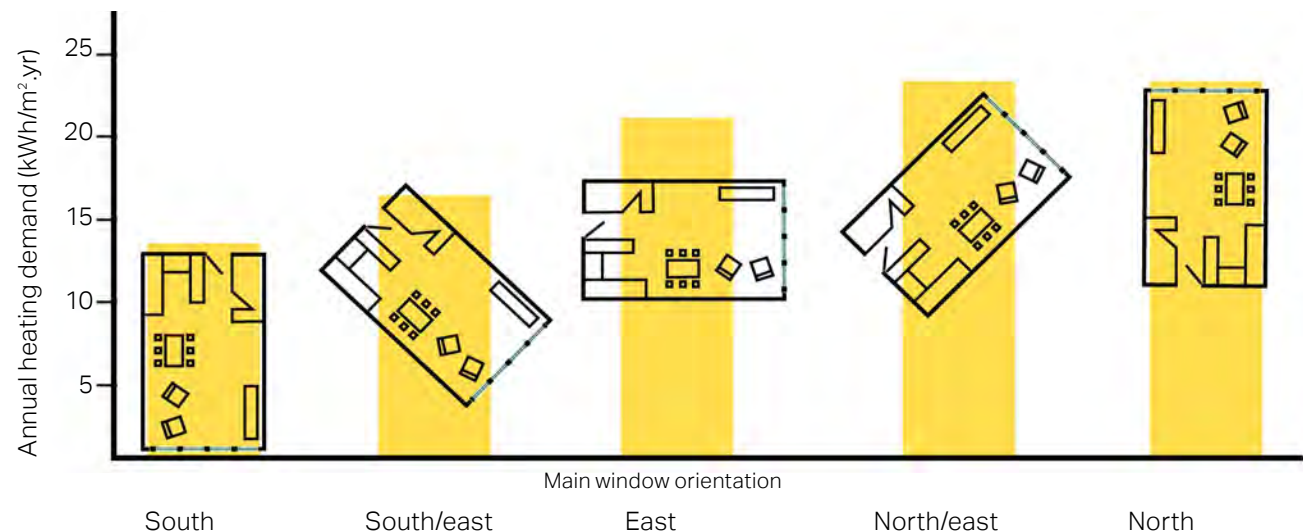 Annual heating demand (kWh/m².yr)
25
20
15
10
5
Main window orientation
South
South/east
East
North/east
North